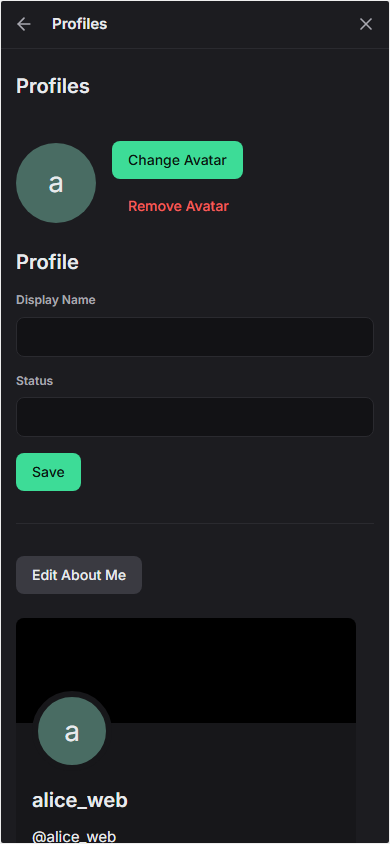 Profiles
Profiles
a
Change Avatar
Remove Avatar
Profile
Display Name
Status
Save
Edit About Me
a
alice_web
@alice_web